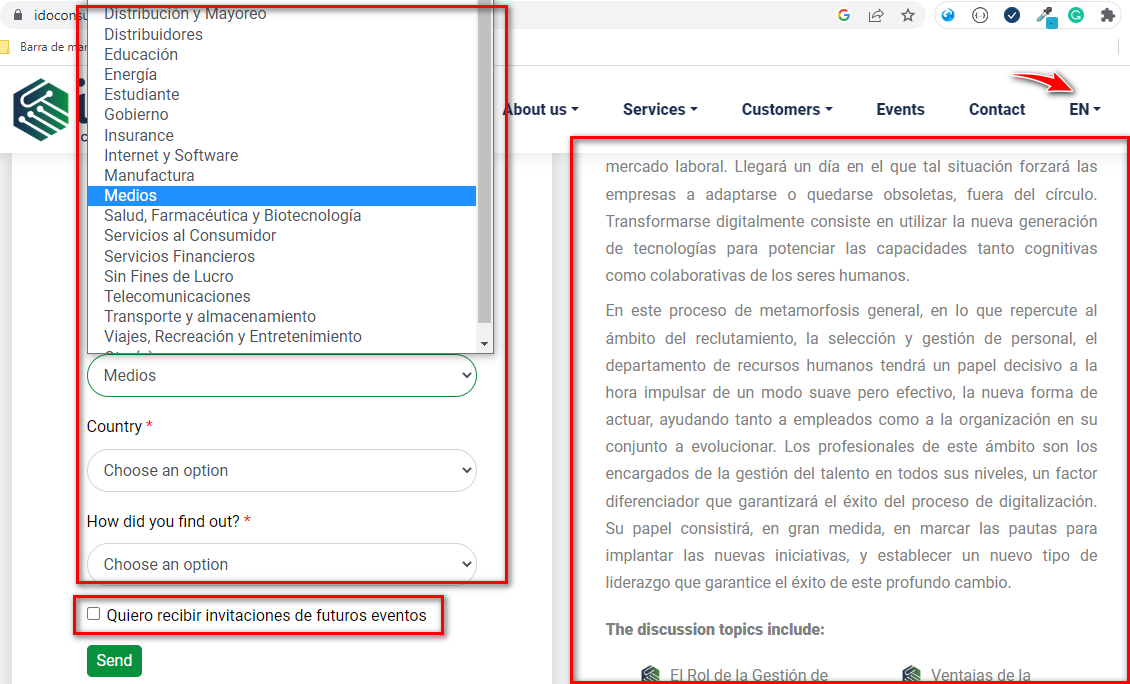 idoconsu
Barra de mar
About us
Services
Customers
Events
Contact
EN
Distribución y Mayoreo
Distribuidores
Educación
Energía
Estudiante
Gobierno
Insurance
Internet y Software
Manufactura
Medios
Salud, Farmacéutica y Biotecnología
Servicios al Consumidor
Servicios Financieros
Sin Fines de Lucro
Telecomunicaciones
Transporte y almacenamiento
Viajes, Recreación y Entretenimiento
Medios
Country *
Choose an option
How did you find out? *
Choose an option
Quiero recibir invitaciones de futuros eventos
Send
mercado laboral. Llegará un día en el que tal situación forzará las
empresas a adaptarse o quedarse obsoletas, fuera del círculo.
Transformarse digitalmente consiste en utilizar la nueva generación
de tecnologías para potenciar las capacidades tanto cognitivas
como colaborativas de los seres humanos.
En este proceso de metamorfosis general, en lo que repercute al
ámbito del reclutamiento, la selección y gestión de personal, el
departamento de recursos humanos tendrá un papel decisivo a la
hora impulsar de un modo suave pero efectivo, la nueva forma de
actuar, ayudando tanto a empleados como a la organización en su
conjunto a evolucionar. Los profesionales de este ámbito son los
encargados de la gestión del talento en todos sus niveles, un factor
diferenciador que garantizará el éxito del proceso de digitalización.
Su papel consistirá, en gran medida, en marcar las pautas para
implantar las nuevas iniciativas, y establecer un nuevo tipo de
liderazgo que garantice el éxito de este profundo cambio.
The discussion topics include:
El Rol de la Gestión de
Ventajas de la